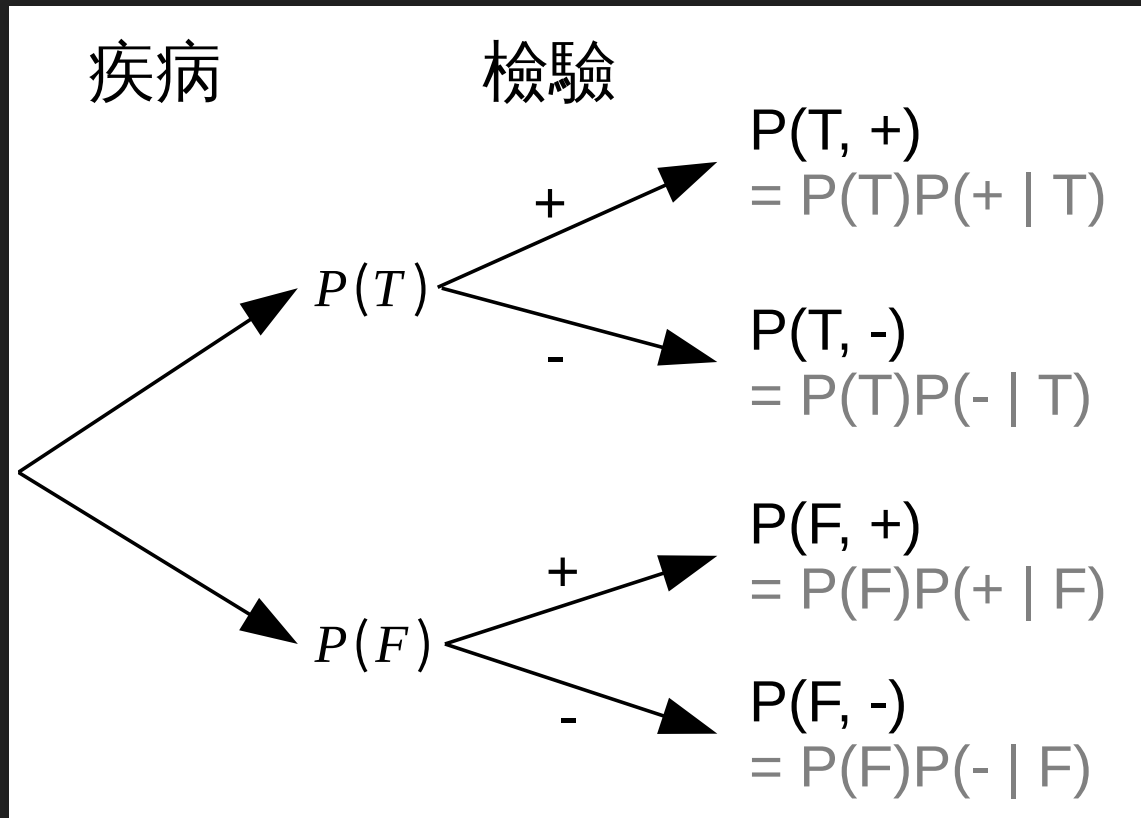 疾病
檢驗
P(T, +)
= P(T)P(+ | T)
+
P(T)
-
P(T, -)
= P(T)P(- | T)
P(F, +)
= P(F)P(+ | F)
+
P(F)
-
P(F, -)
= P(F)P(- | F)